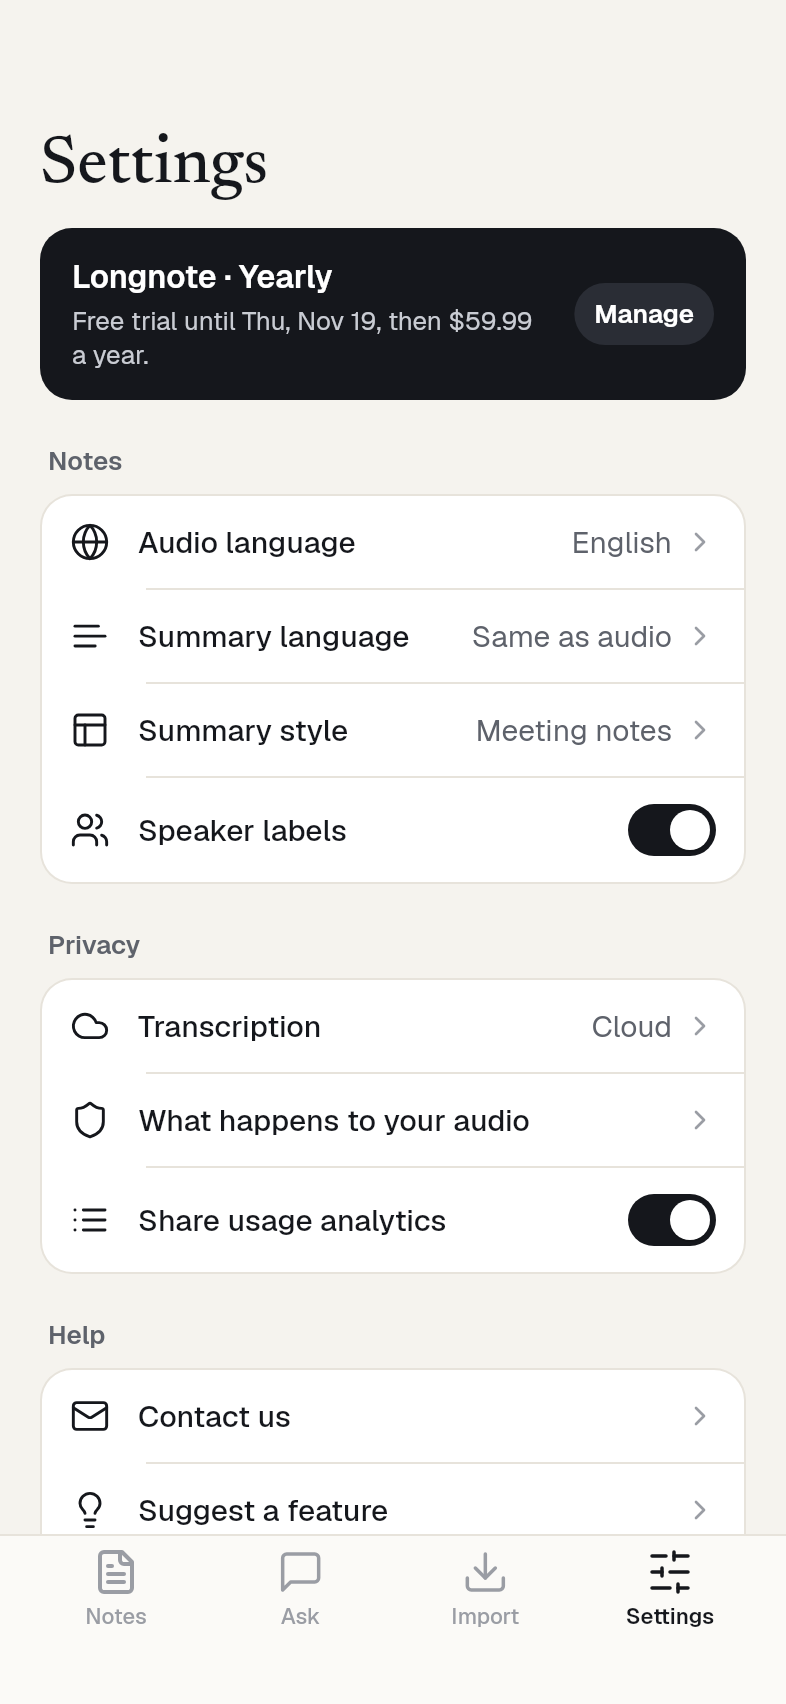 Settings
Longnote · Yearly
Free trial until Thu, Nov 19, then $59.99
a year.
Manage
Notes
Audio language English
Summary language Same as audio
Summary style Meeting notes
Speaker labels
Privacy
Transcription Cloud
What happens to your audio
Share usage analytics
Help
Contact us
Suggest a feature
Notes Ask Import Settings